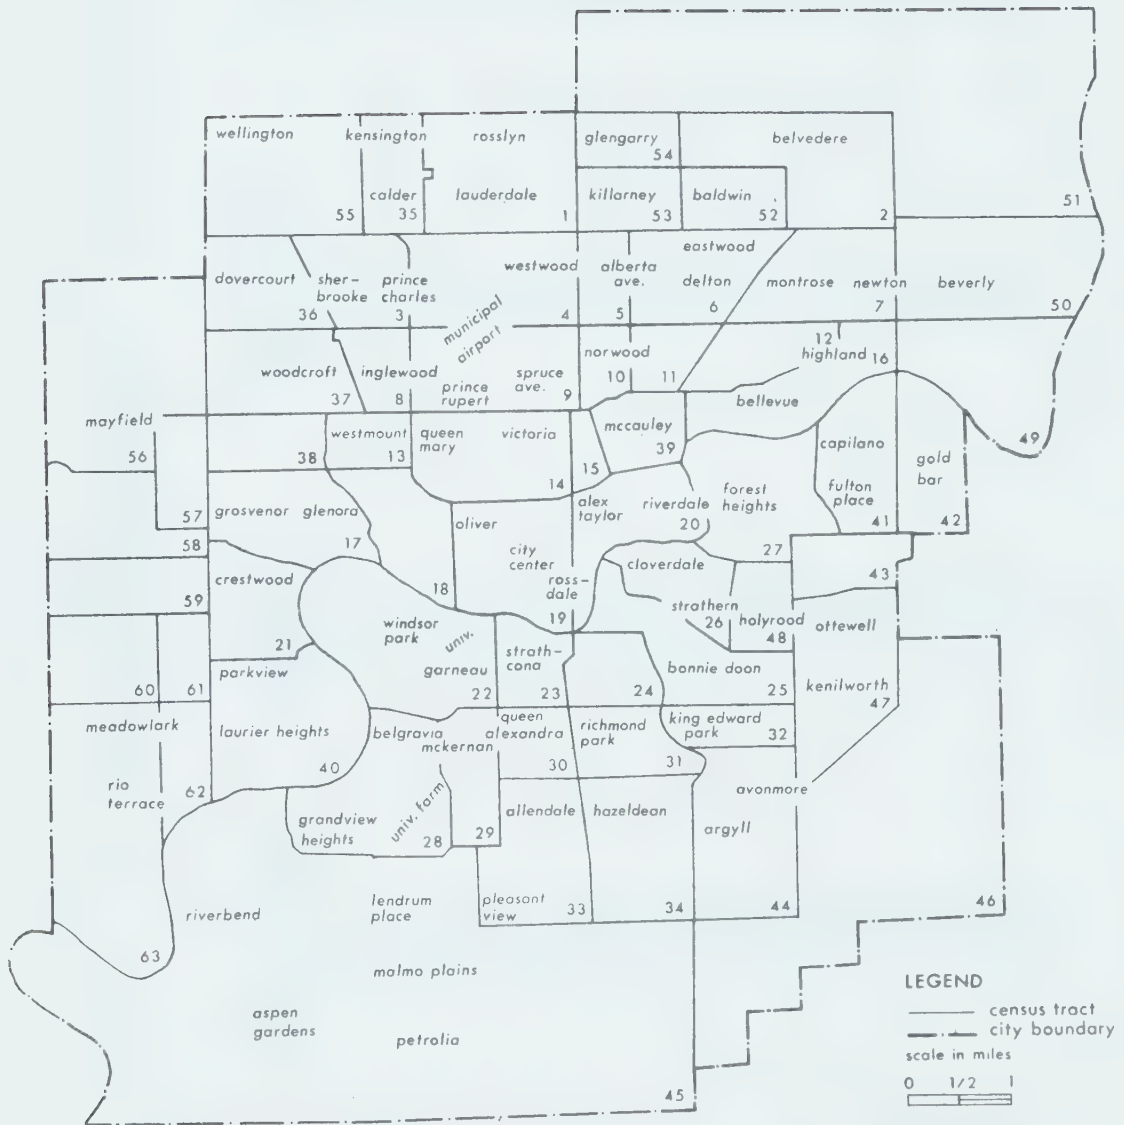 wellington
kensington
rosslyn
glengarry
54
belvedere
calder
35
lauderdale
55
1
killarney
53
baldwin
52
2
51
dovercourt
sher-
brooke
36
prince
charles
3
westwood
4
alberta
ave.
5
eastwood
delton
6
montrose
newton
7
beverly
50
municipal
airport
woodcroft
37
inglewood
8
prince
rupert
spruce
ave.
9
norwood
10
11
12
highland
16
bellevue
mayfield
56
57
westmount
38
13
queen
mary
victoria
14
15
mccauley
39
capilano
fulton
place
41
gold
bar
42
49
grosvenor
glenora
17
oliver
18
city
center
alex
taylor
riverdale
20
forest
heights
58
59
crestwood
21
ross-
dale
19
cloverdale
27
43
strathern
26
holyrood
48
ottewell
windsor
park
univ.
garneau
22
strath-
cona
23
24
bonnie doon
25
kenilworth
47
60
61
parkview
meadowlark
laurier heights
40
belgravia
mckernan
queen
alexandra
30
richmond
park
31
king edward
park
32
rio
terrace
62
grandview
heights
univ. farm
28
29
allendale
hazeldean
avonmore
argyll
riverbend
63
lendrum
place
pleasant
view
33
34
44
46
malmo plains
aspen
gardens
petrolia
45
LEGEND
census tract
city boundary
scale in miles
0 1/2 1